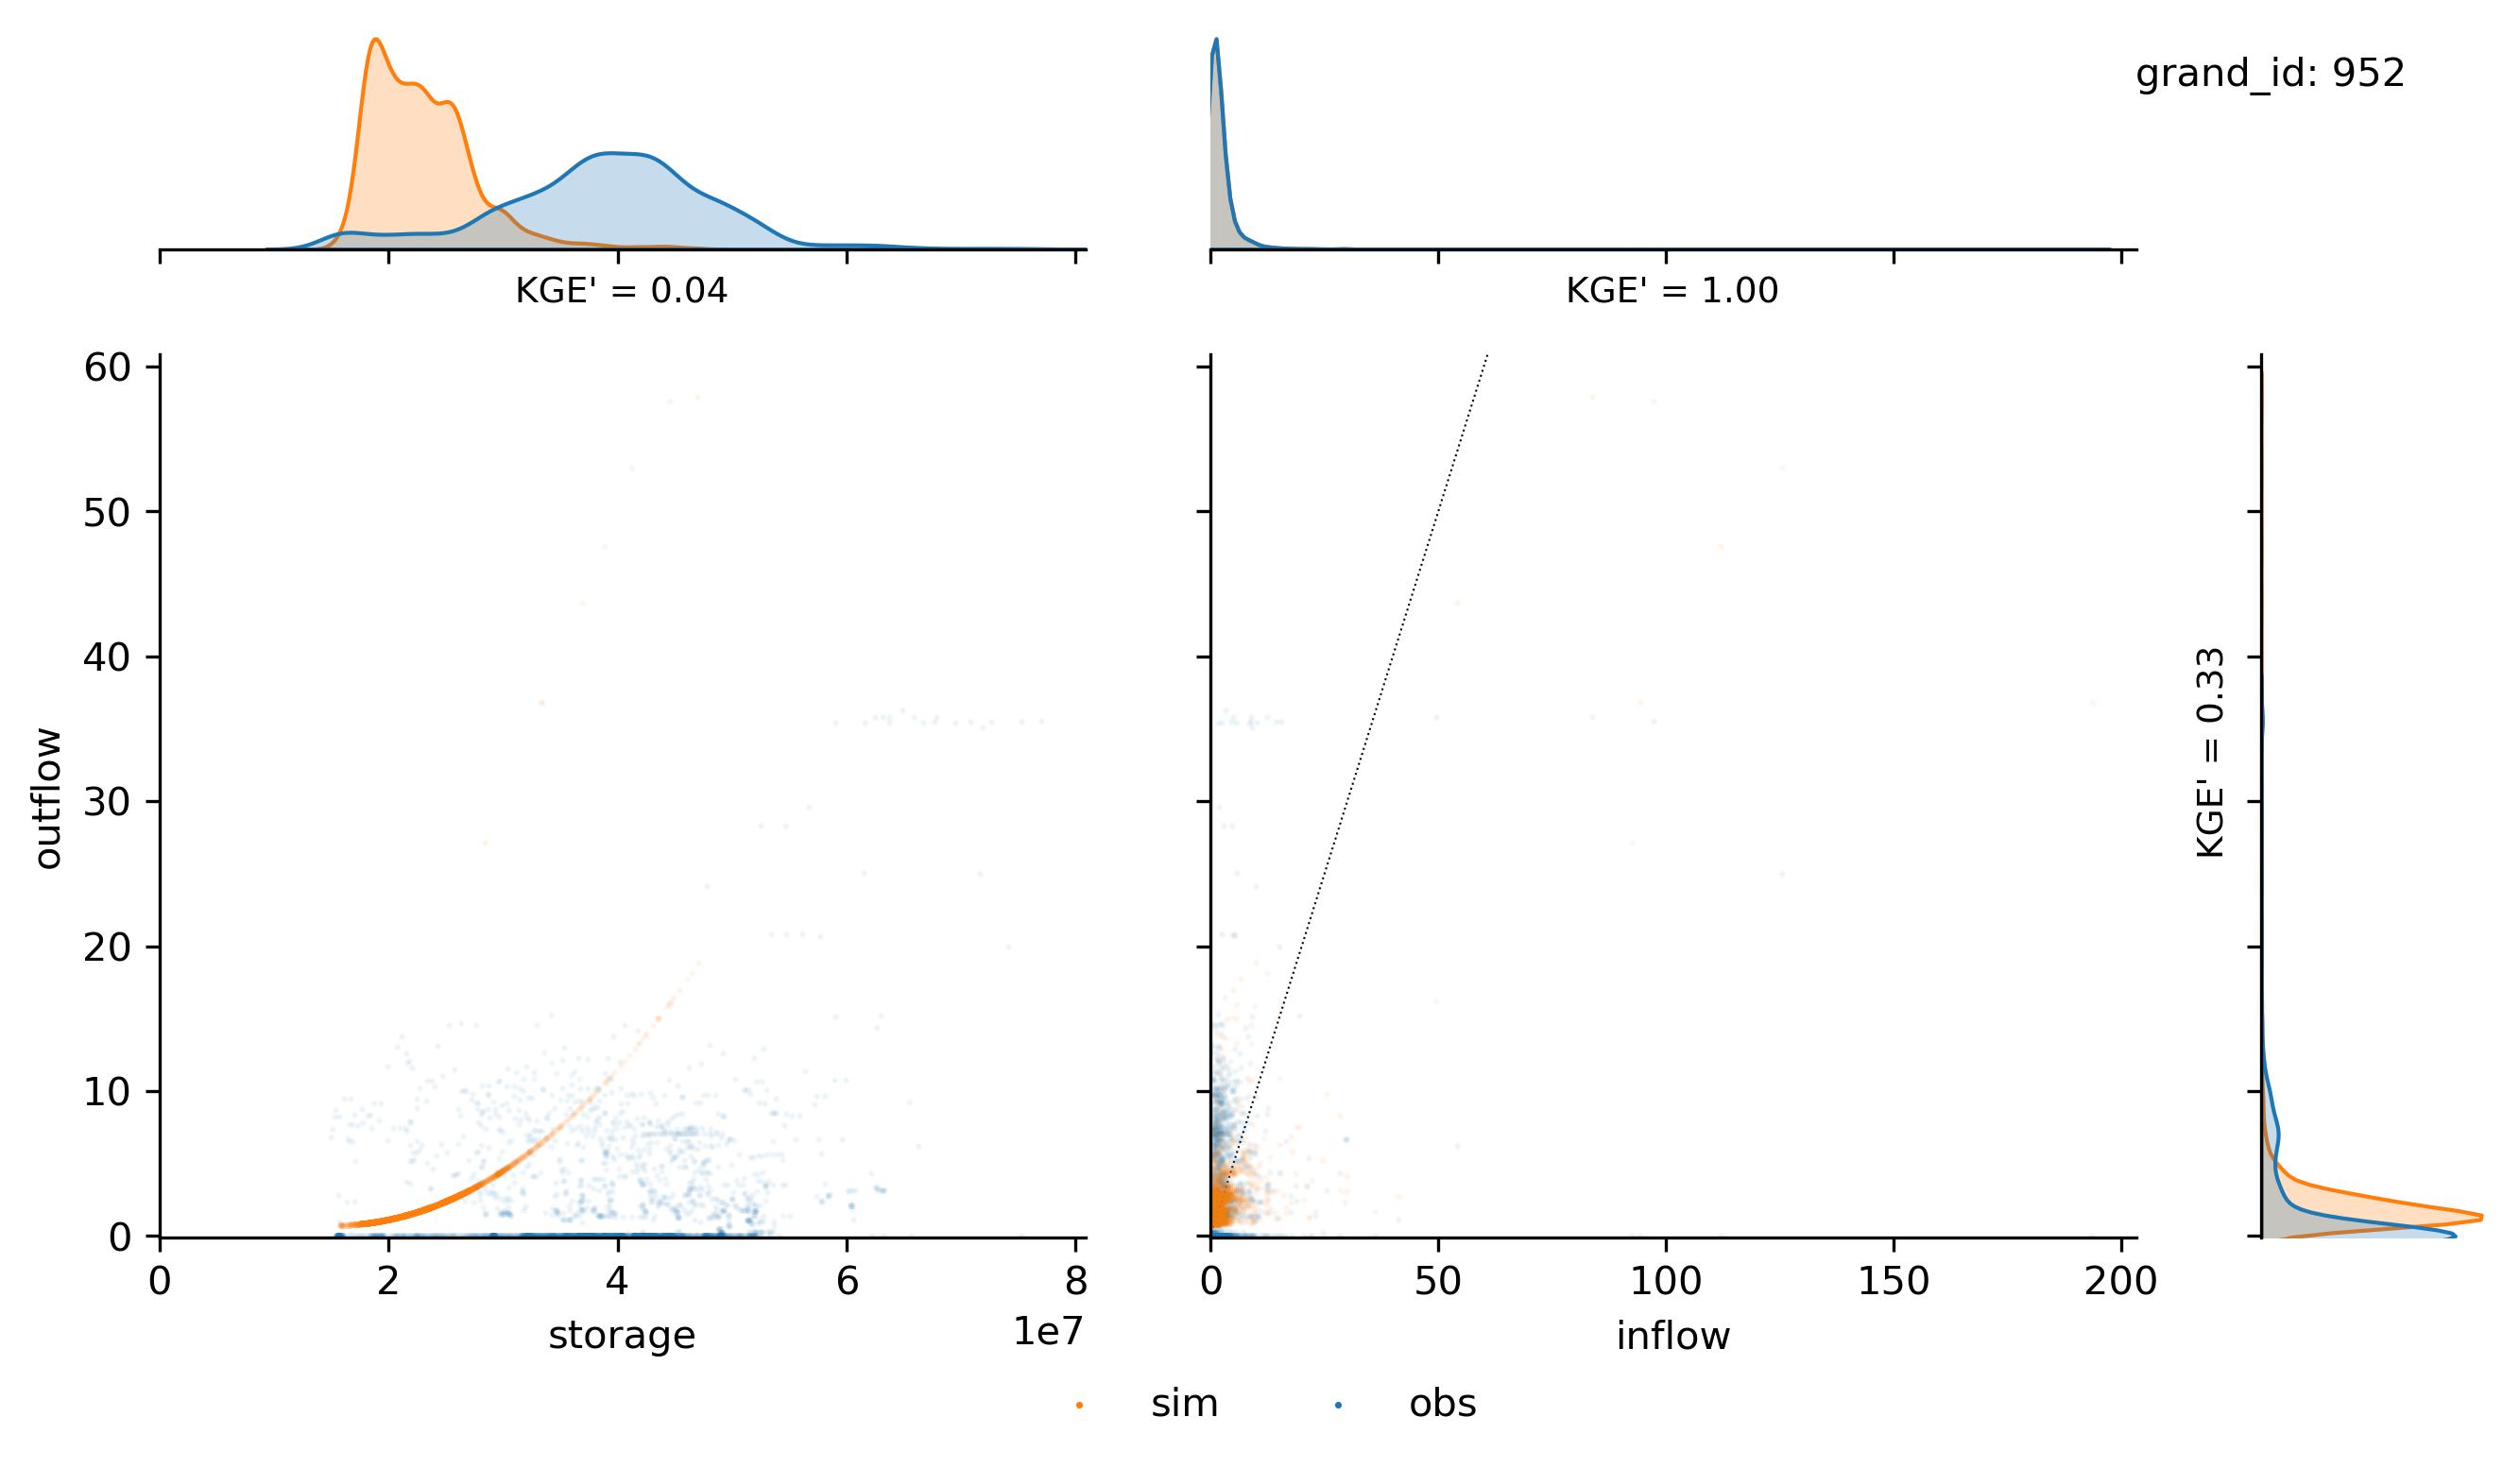 grand_id: 952
KGE' = 0.04
KGE' = 1.00
60
50
40
30
20
10
0
outflow
KGE' = 0.33
0 2 4 6 8
0 50 100 150 200
storage
1e7
inflow
sim
obs